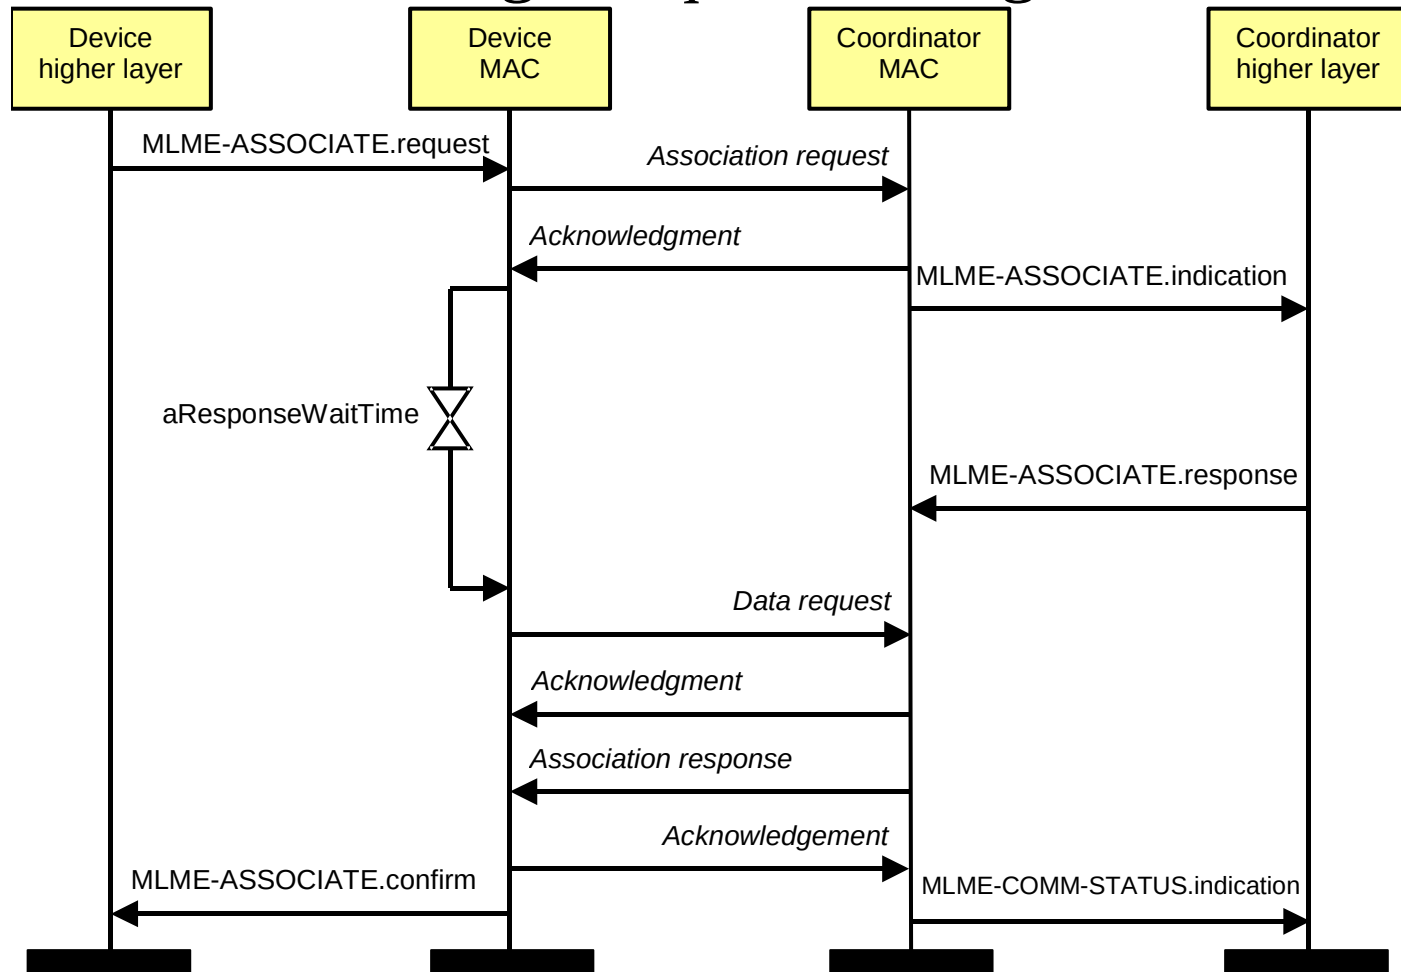 Device
higher layer
Device
MAC
Coordinator
MAC
Coordinator
higher layer
MLME-ASSOCIATE.request
Association request
Acknowledgment
MLME-ASSOCIATE.indication
aResponseWaitTime
MLME-ASSOCIATE.response
Data request
Acknowledgment
Association response
Acknowledgement
MLME-ASSOCIATE.confirm
MLME-COMM-STATUS.indication